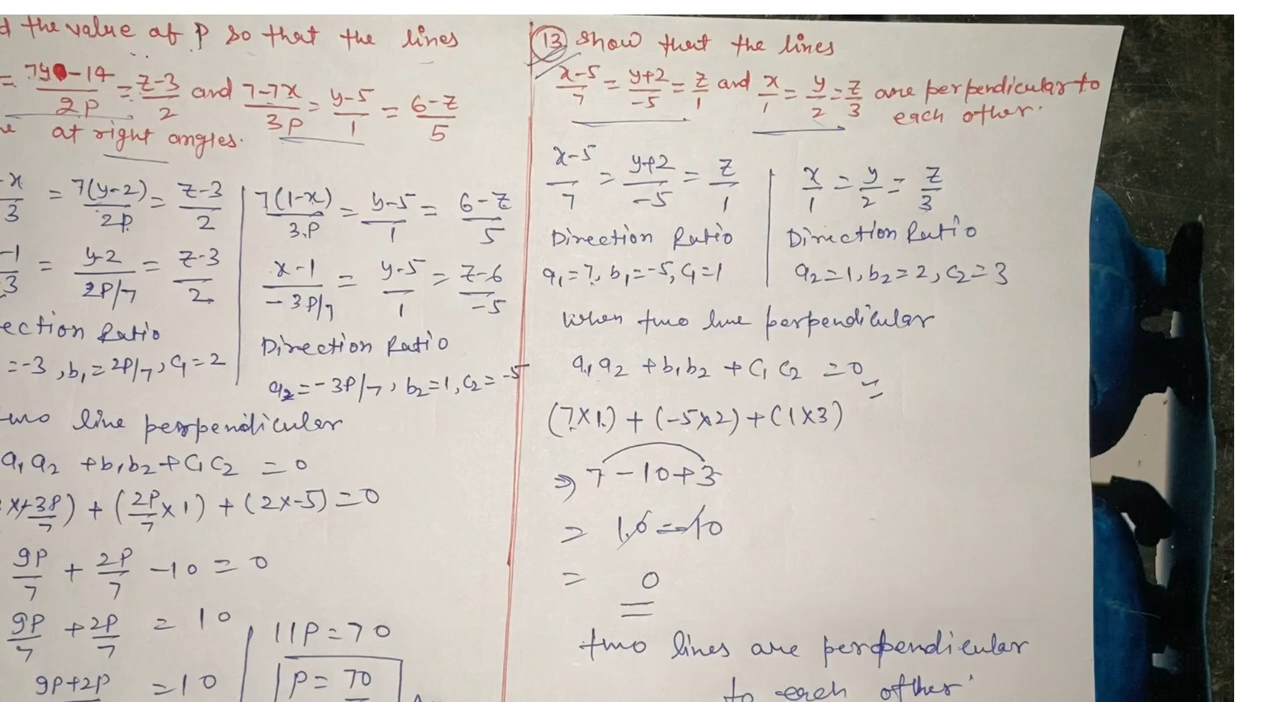 d the value of P so that the lines
= 7y-14/2P = z-3/2 and 7-7x/3P = y-5/1 = 6-z/5
at right angles.
-x/3 = 7(y-2)/2P = z-3/2
-1/3 = y-2/2P/7 = z-3/2
ection Ratio
=-3, b₁=2P/7, c₁=2
7(1-x)/3.P = y-5/1 = 6-z/5
x-1/-3P/7 = y-5/1 = z-6/-5
Direction Ratio
a₂=-3P/7, b₂=1, c₂=-5
two line perpendicular
a₁a₂ + b₁b₂ + c₁c₂ = 0
+ (2P/7 x 1) + (2x-5) = 0
9P/7 + 2P/7 - 10 = 0
9P/7 + 2P/7 = 10
9P+2P = 10
11P = 70
P = 70
13 Show that the lines
x-5/7 = y+2/-5 = z/1 and x/1 = y/2 = z/3 are perpendicular to
each other.
x-5/7 = y+2/-5 = z/1
Direction Ratio
a₁=7, b₁=-5, c₁=1
x/1 = y/2 = z/3
Direction Ratio
a₂=1, b₂=2, c₂=3
When two line perpendicular
a₁a₂ + b₁b₂ + c₁c₂ = 0
(7x1) + (-5x2) + (1x3)
⇒ 7-10+3
= 10-10
= 0
two lines are perpendicular
to each other.